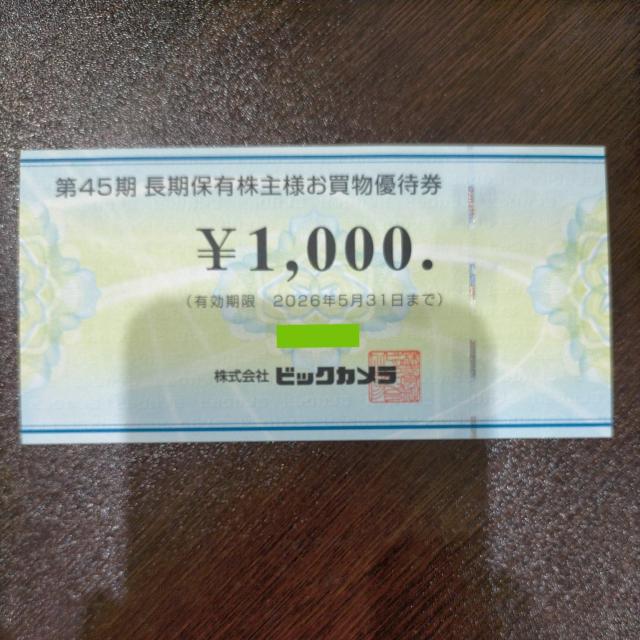 第45期 長期保有株主様お買物優待券
¥1,000.
（有効期限 2026年5月31日まで）
株式会社 ビックカメラ